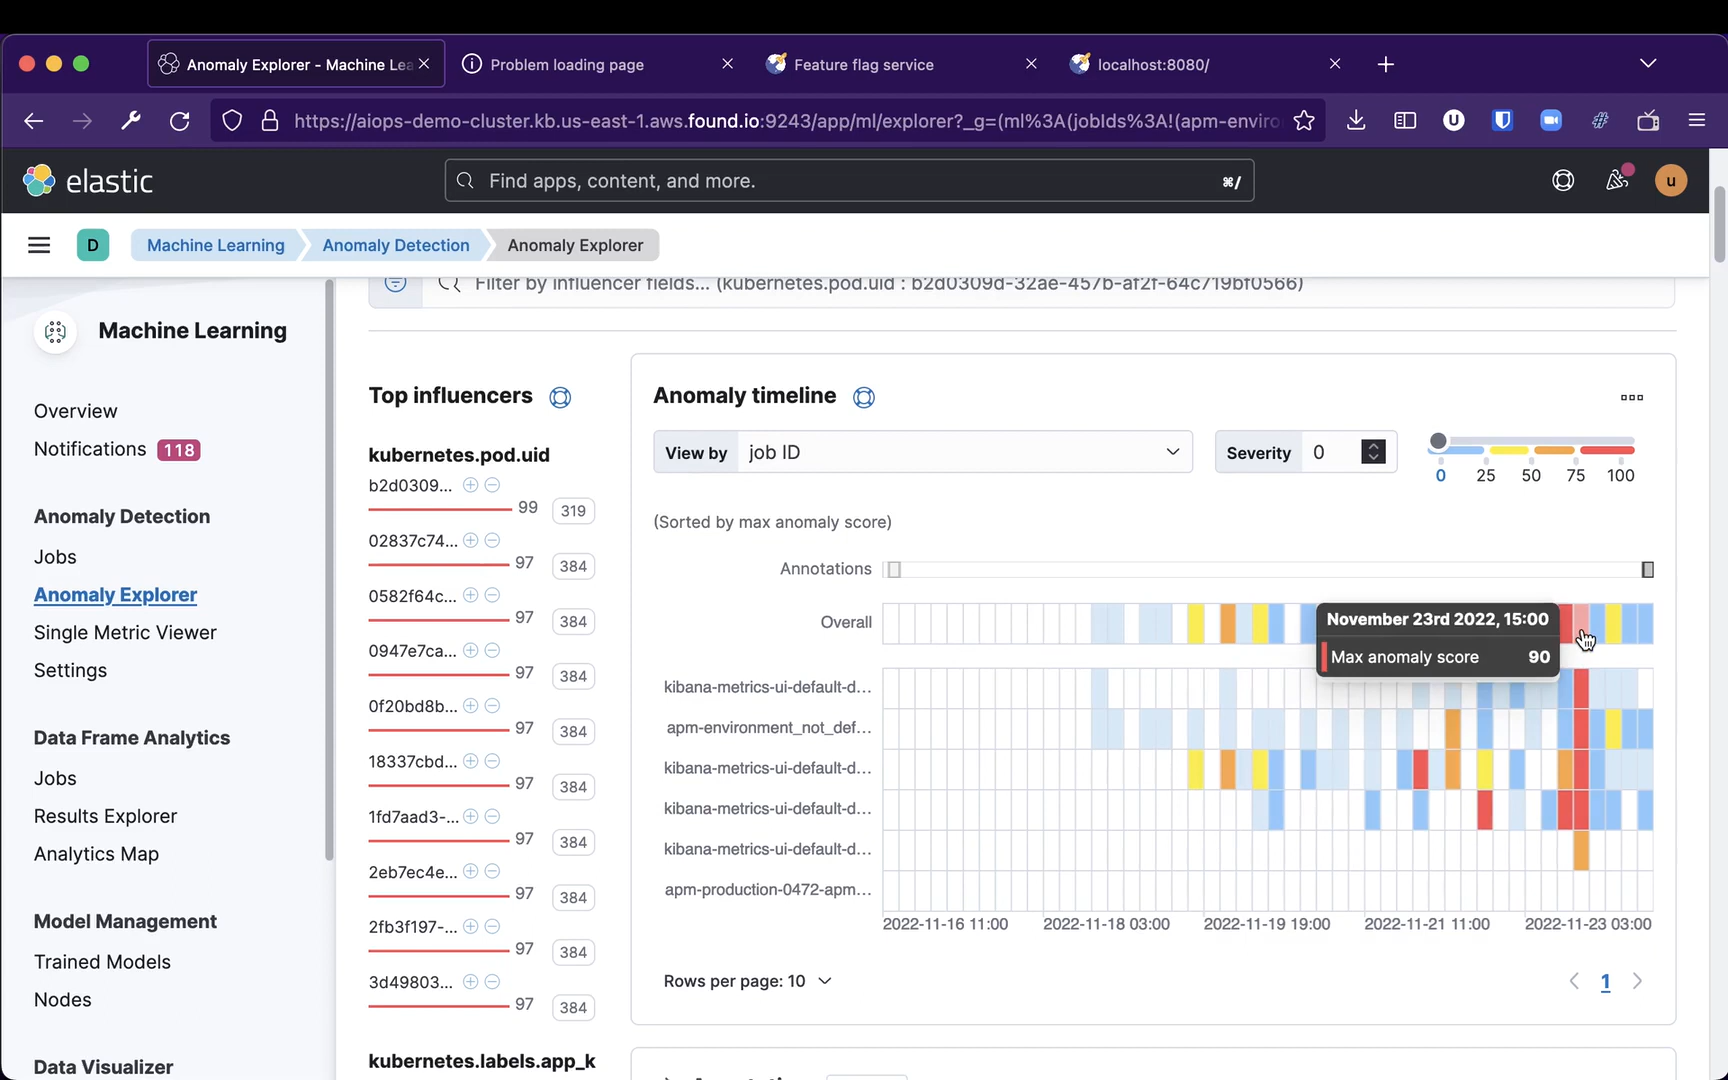 Anomaly Explorer - Machine Lea
Problem loading page
Feature flag service
localhost:8080/
https://aiops-demo-cluster.kb.us-east-1.aws.found.io:9243/app/ml/explorer?_g=(ml%3A(jobIds%3A!(apm-enviro
elastic
Find apps, content, and more.
⌘/
u
D
Machine Learning
Anomaly Detection
Anomaly Explorer
Filter by influencer fields... (kubernetes.pod.uid : b2d0309d-32ae-457b-af2f-64c719bf0566)
Machine Learning
Overview
Notifications 118
Anomaly Detection
Jobs
Anomaly Explorer
Single Metric Viewer
Settings
Data Frame Analytics
Jobs
Results Explorer
Analytics Map
Model Management
Trained Models
Nodes
Data Visualizer
Top influencers
kubernetes.pod.uid
b2d0309...
99 319
02837c74...
97 384
0582f64c...
97 384
0947e7ca...
97 384
0f20bd8b...
97 384
18337cbd...
97 384
1fd7aad3-...
97 384
2eb7ec4e...
97 384
2fb3f197-...
97 384
3d49803...
97 384
kubernetes.labels.app_k
Anomaly timeline
View by job ID
Severity 0
0 25 50 75 100
(Sorted by max anomaly score)
Annotations
Overall
November 23rd 2022, 15:00
Max anomaly score 90
kibana-metrics-ui-default-d...
apm-environment_not_def...
kibana-metrics-ui-default-d...
kibana-metrics-ui-default-d...
kibana-metrics-ui-default-d...
apm-production-0472-apm...
2022-11-16 11:00 2022-11-18 03:00 2022-11-19 19:00 2022-11-21 11:00 2022-11-23 03:00
Rows per page: 10
1